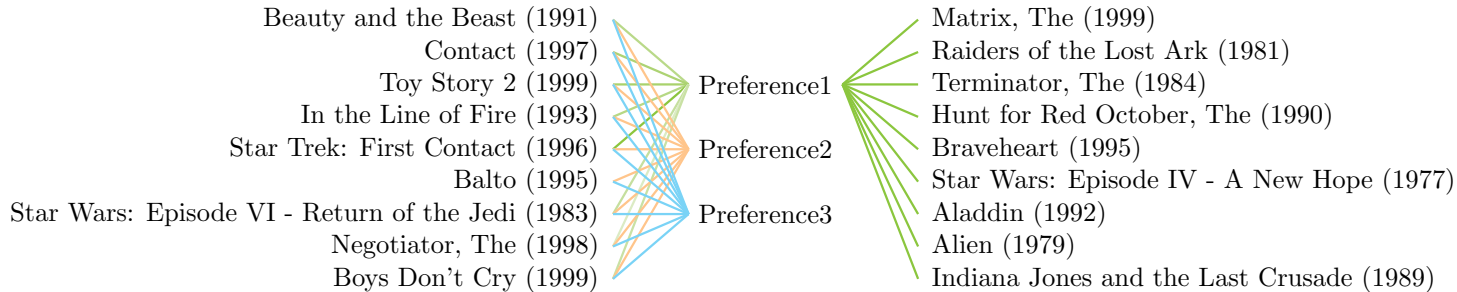 Beauty and the Beast (1991)
Contact (1997)
Toy Story 2 (1999)
In the Line of Fire (1993)
Star Trek: First Contact (1996)
Balto (1995)
Star Wars: Episode VI - Return of the Jedi (1983)
Negotiator, The (1998)
Boys Don't Cry (1999)
Preference1
Preference2
Preference3
Matrix, The (1999)
Raiders of the Lost Ark (1981)
Terminator, The (1984)
Hunt for Red October, The (1990)
Braveheart (1995)
Star Wars: Episode IV - A New Hope (1977)
Aladdin (1992)
Alien (1979)
Indiana Jones and the Last Crusade (1989)